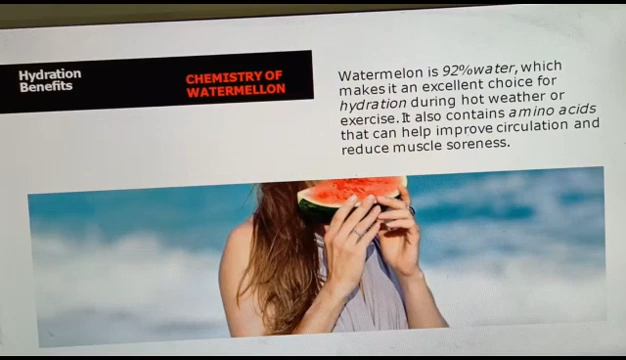 Hydration
Benefits
CHEMISTRY OF
WATERMELLON
Watermelon is 92%water, which
makes it an excellent choice for
hydration during hot weather or
exercise. It also contains amino acids
that can help improve circulation and
reduce muscle soreness.